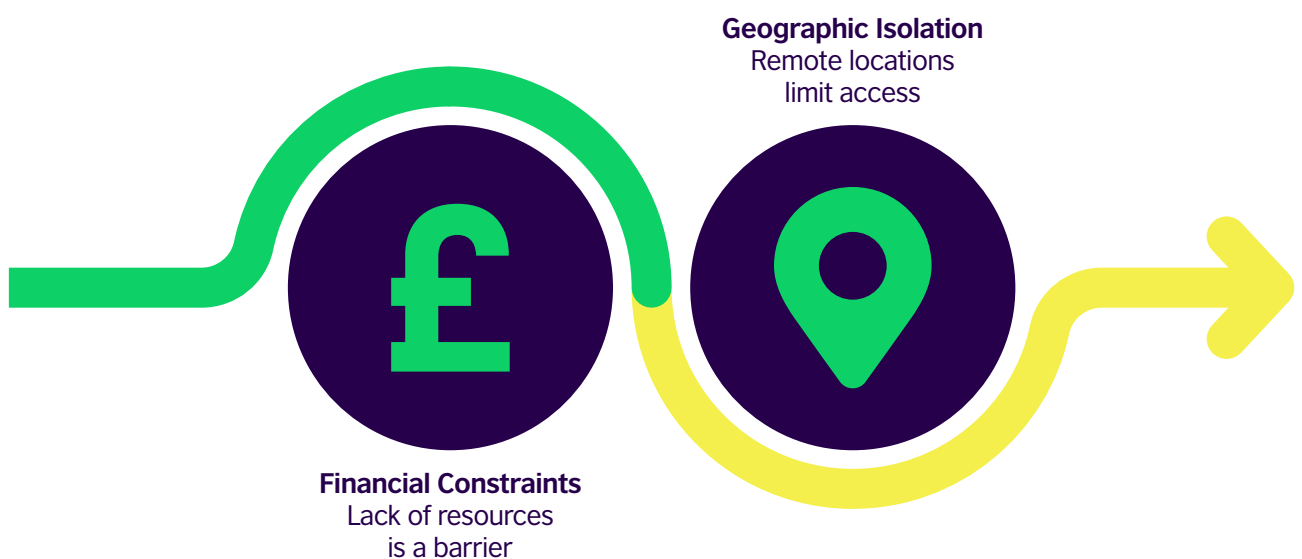 Geographic Isolation
Remote locations
limit access
£
Financial Constraints
Lack of resources
is a barrier